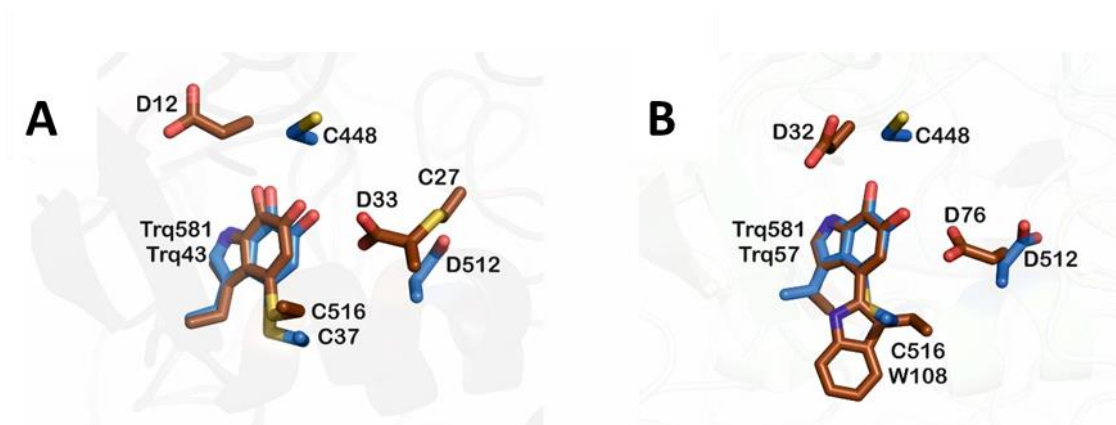 A
D12
C448
C27
D33
Trq581
Trq43
D512
C516
C37
B
D32
C448
Trq581
Trq57
D76
D512
C516
W108